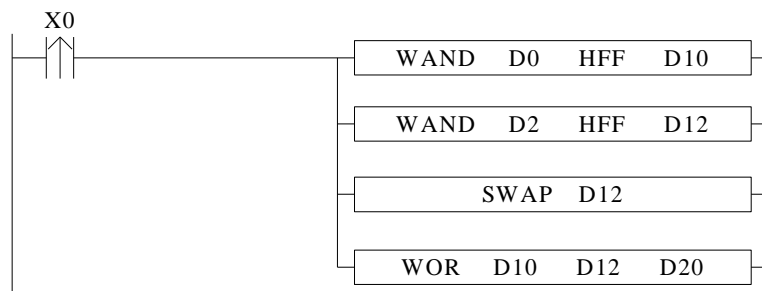 X0
WAND D0 HFF D10
WAND D2 HFF D12
SWAP D12
WOR D10 D12 D20